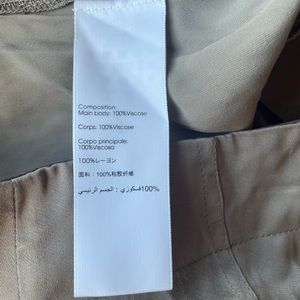 Composition:
Main body: 100%Viscose
Corps: 100%Viscose
Corpo principale:
100%Viscosa
100%レーヨン
面料：100%粘胶纤维
100%فسكوزي : الجسم الرئيسي